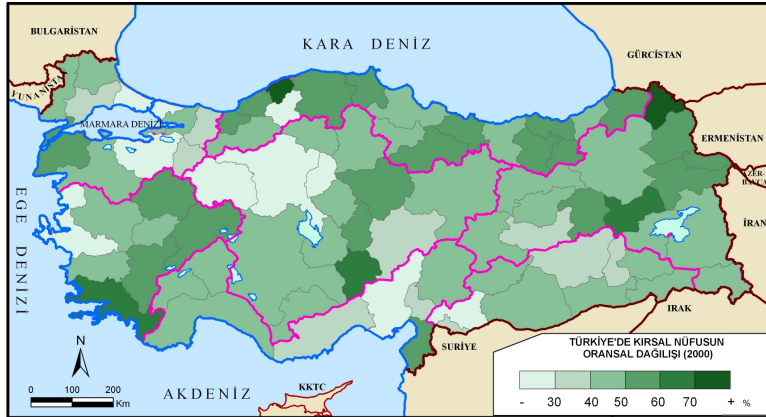 BULGARİSTAN
KARA DENİZ
GÜRCİSTAN
YUNANİSTAN
MARMARA DENİZİ
ERMENİSTAN
AZER-
BAYCAN
İRAN
EGE DENİZİ
IRAK
SURİYE
N
AKDENİZ
KKTC
0 100 200
Km
TÜRKİYE'DE KIRSAL NÜFUSUN
ORANSAL DAĞILIŞI (2000)
- 30 40 50 60 70 + %